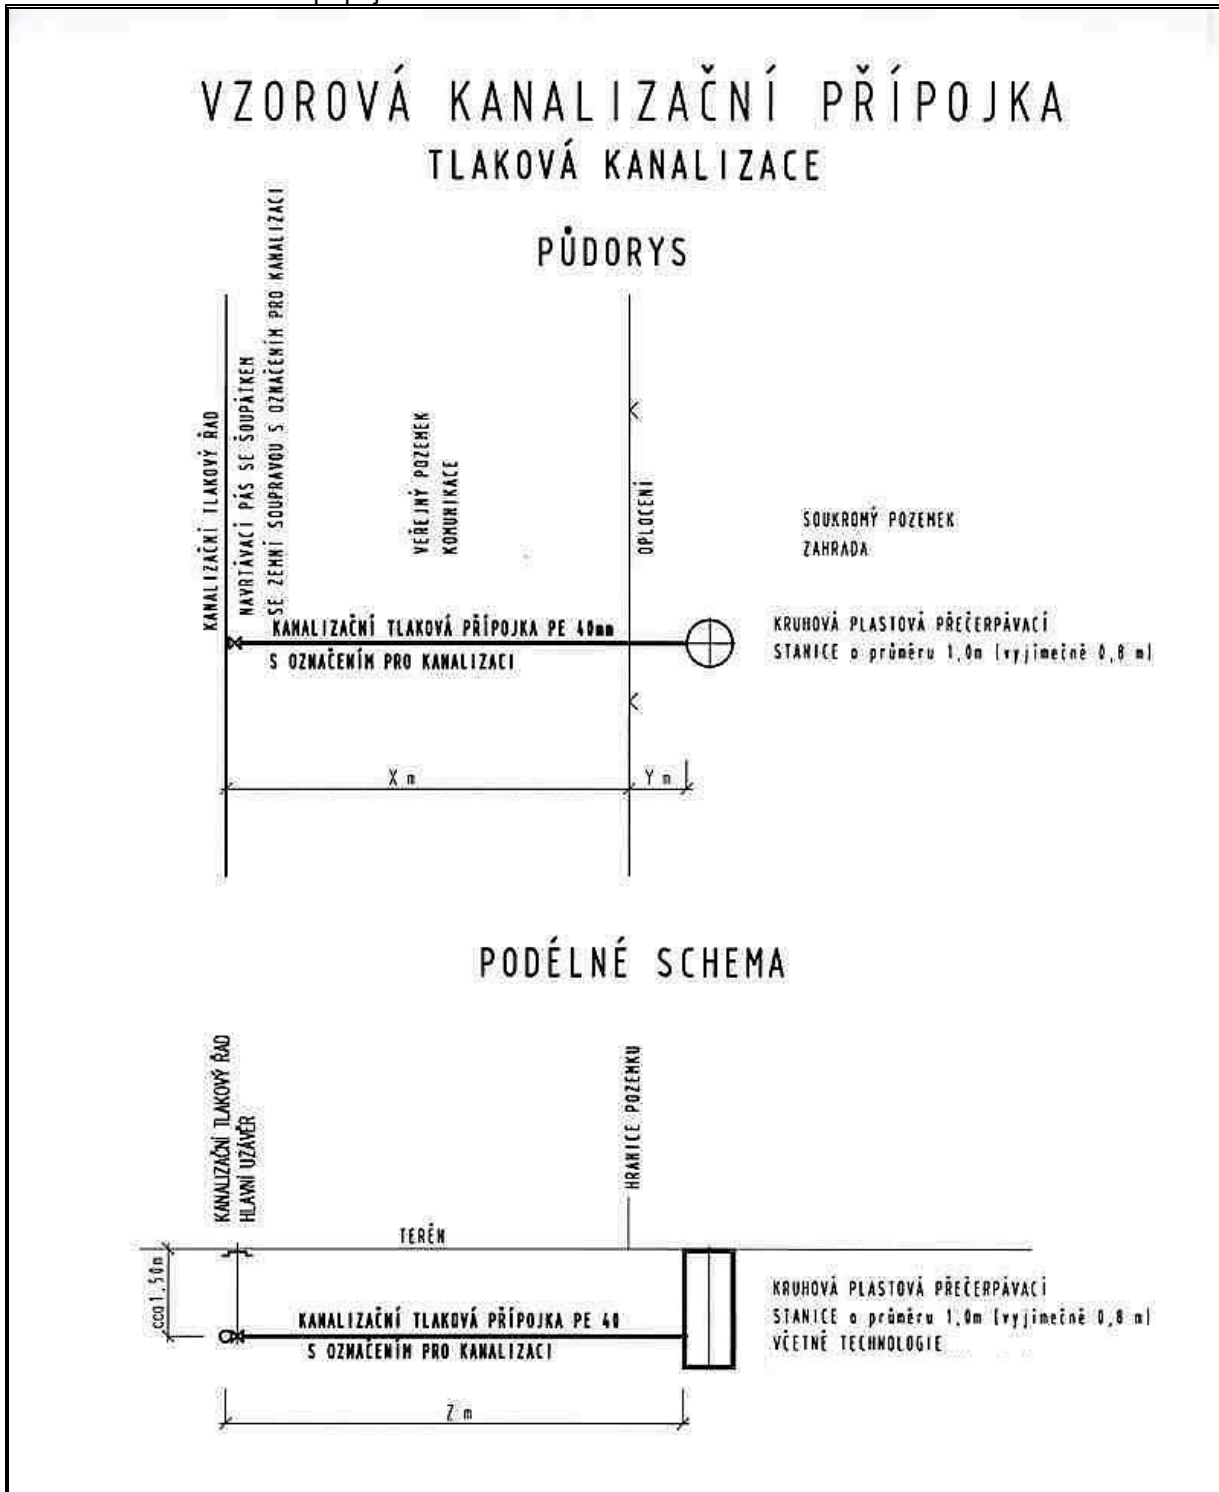 VZOROVÁ KANALIZAČNÍ PŘÍPOJKA
TLAKOVÁ KANALIZACE
PŮDORYS
KANALIZAČNÍ TLAKOVÝ ŘAD
NAVRTÁVACÍ PÁS SE ŠOUPÁTKEM
SE ZEMNÍ SOUPRAVOU S OZNAČENÍM PRO KANALIZACI
VEŘEJNÝ POZEMEK
KOMUNIKACE
OPLOCENÍ
SOUKROMÝ POZEMEK
ZAHRADA
KANALIZAČNÍ TLAKOVÁ PŘÍPOJKA PE 40mm
S OZNAČENÍM PRO KANALIZACI
KRUHOVÁ PLASTOVÁ PŘEČERPÁVACÍ
STANICE o průměru 1,0m (vyjímečně 0,8 m)
X m
Y m
PODÉLNÉ SCHEMA
KANALIZAČNÍ TLAKOVÝ ŘAD
HLAVNÍ UZÁVĚR
HRANICE POZEMKU
TERÉN
cca1.50m
KANALIZAČNÍ TLAKOVÁ PŘÍPOJKA PE 40
S OZNAČENÍM PRO KANALIZACI
KRUHOVÁ PLASTOVÁ PŘEČERPÁVACÍ
STANICE o průměru 1,0m (vyjímečně 0,8 m)
VČETNĚ TECHNOLOGIE
Z m